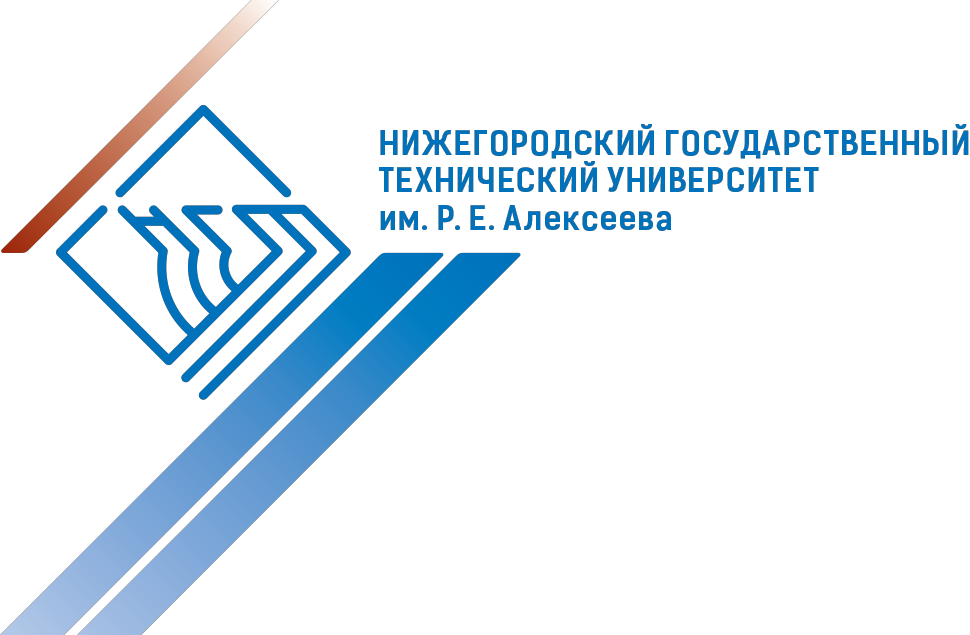 НИЖЕГОРОДСКИЙ ГОСУДАРСТВЕННЫЙ
ТЕХНИЧЕСКИЙ УНИВЕРСИТЕТ
им. Р. Е. Алексеева